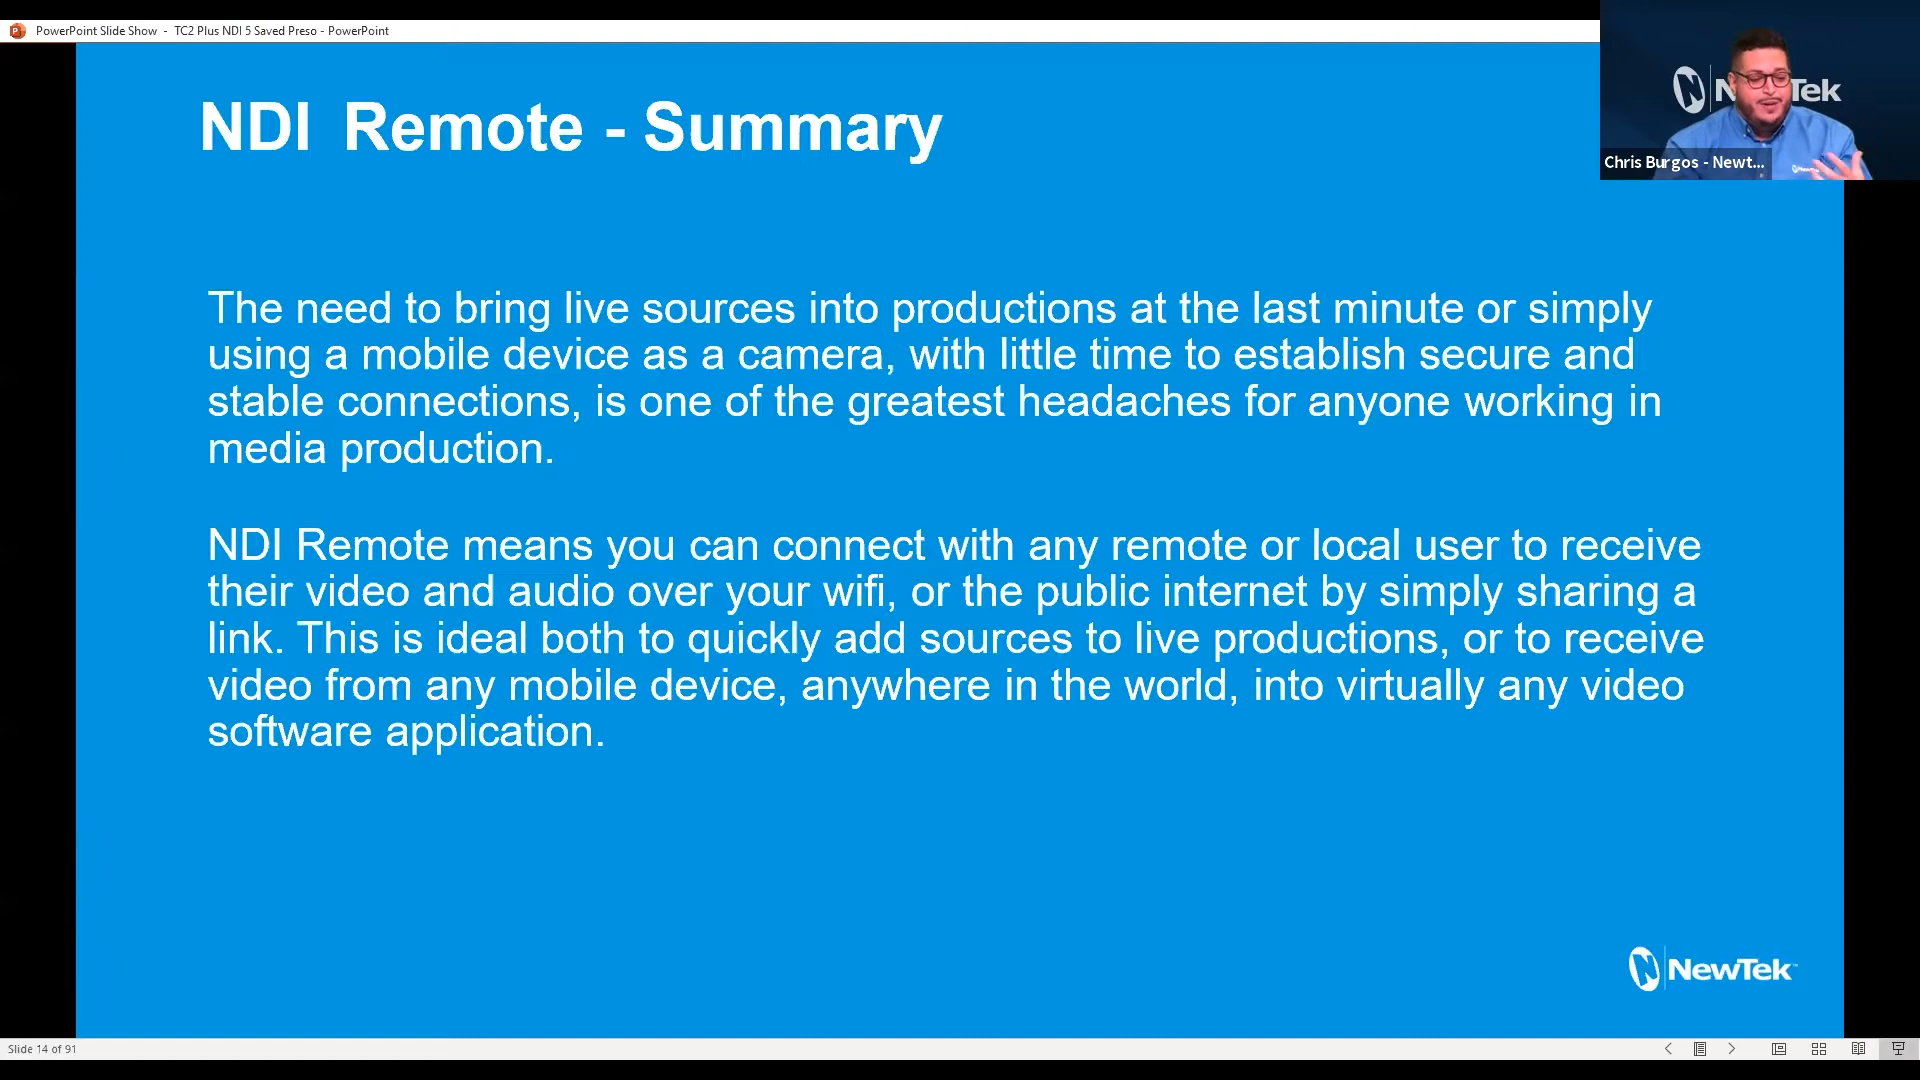 PowerPoint Slide Show - TC2 Plus NDI 5 Saved Preso - PowerPoint
NewTek
Chris Burgos - Newt...
NDI Remote - Summary
The need to bring live sources into productions at the last minute or simply
using a mobile device as a camera, with little time to establish secure and
stable connections, is one of the greatest headaches for anyone working in
media production.
NDI Remote means you can connect with any remote or local user to receive
their video and audio over your wifi, or the public internet by simply sharing a
link. This is ideal both to quickly add sources to live productions, or to receive
video from any mobile device, anywhere in the world, into virtually any video
software application.
NewTek™
Slide 14 of 91